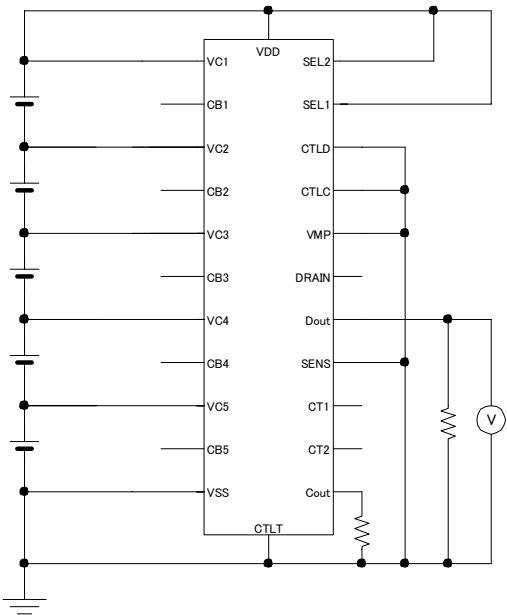 VDD
VC1 SEL2
CB1 SEL1
VC2 CTLD
CB2 CTLC
VC3 VMP
CB3 DRAIN
VC4 Dout
CB4 SENS
V
VC5 CT1
CB5 CT2
VSS Cout
CTLT